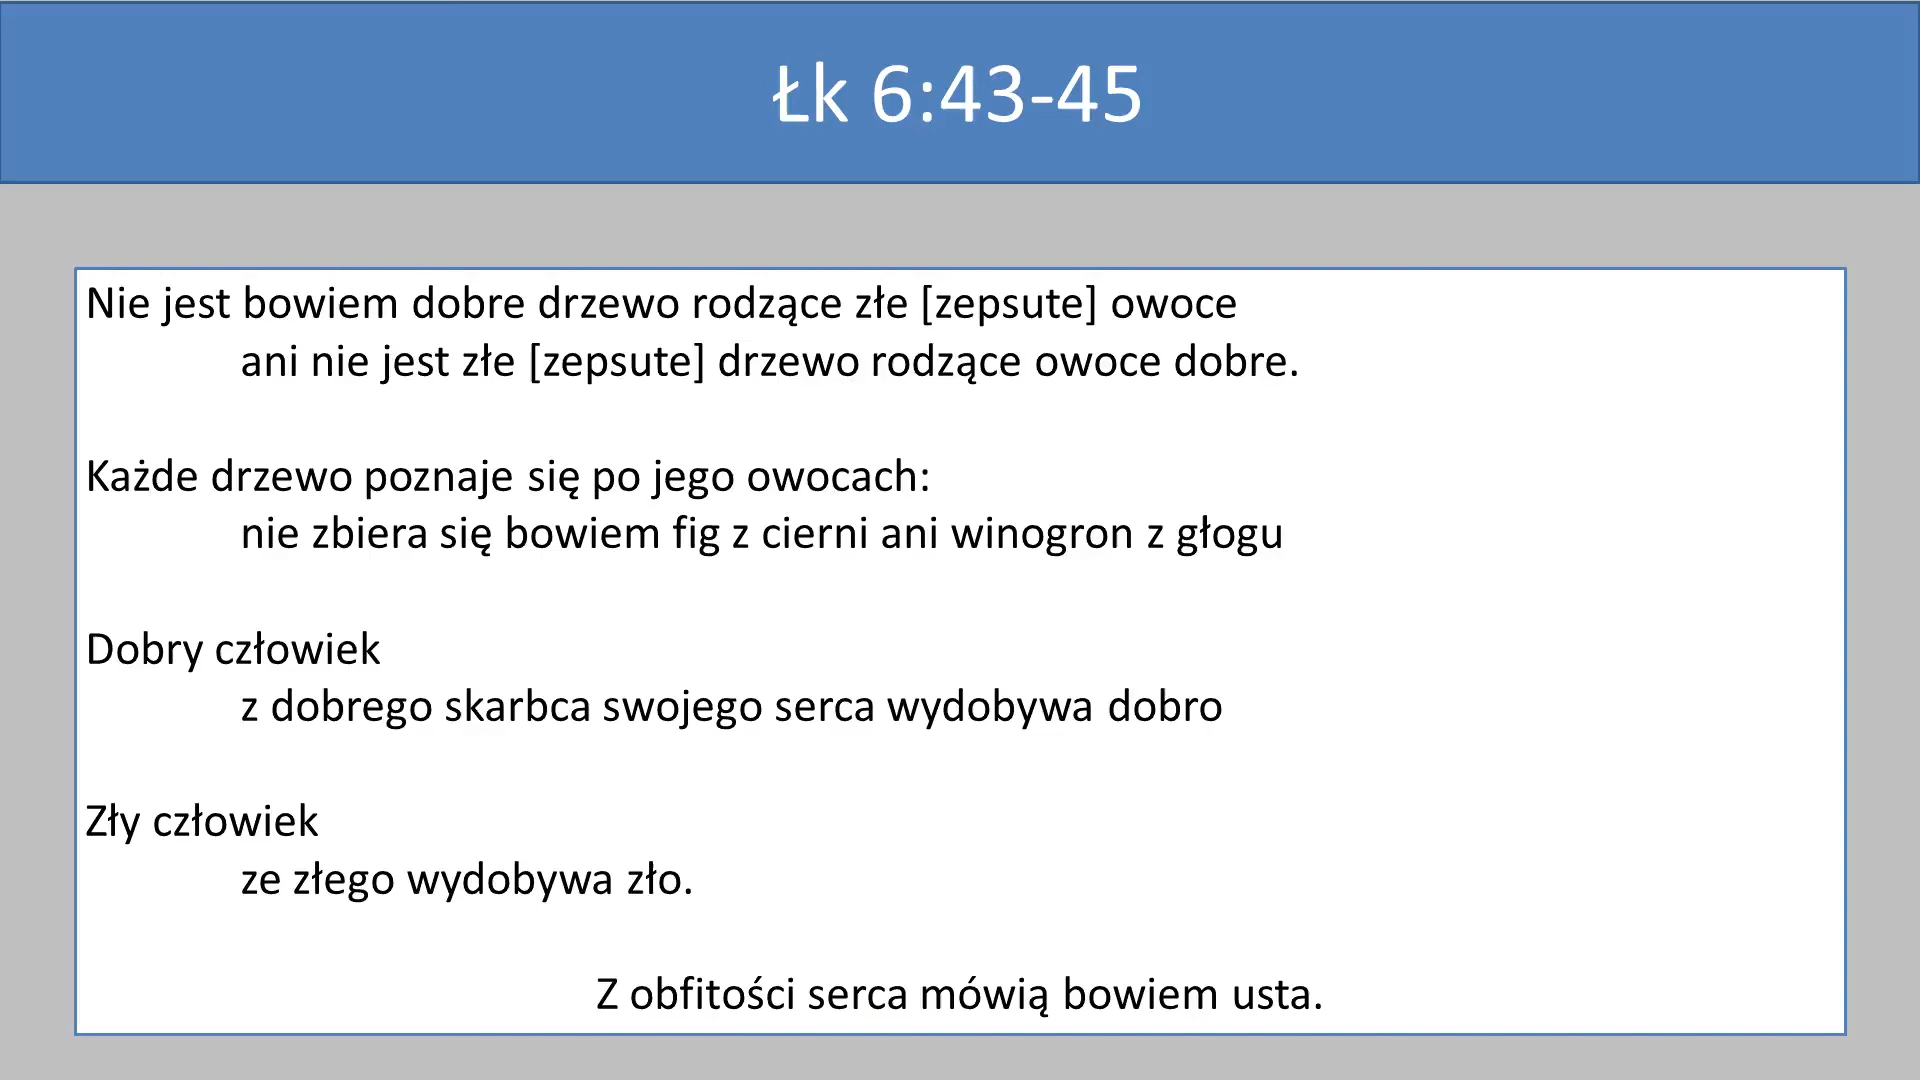 Łk 6:43-45
Nie jest bowiem dobre drzewo rodzące złe [zepsute] owoce
ani nie jest złe [zepsute] drzewo rodzące owoce dobre.
Każde drzewo poznaje się po jego owocach:
nie zbiera się bowiem fig z cierni ani winogron z głogu
Dobry człowiek
z dobrego skarbca swojego serca wydobywa dobro
Zły człowiek
ze złego wydobywa zło.
Z obfitości serca mówią bowiem usta.